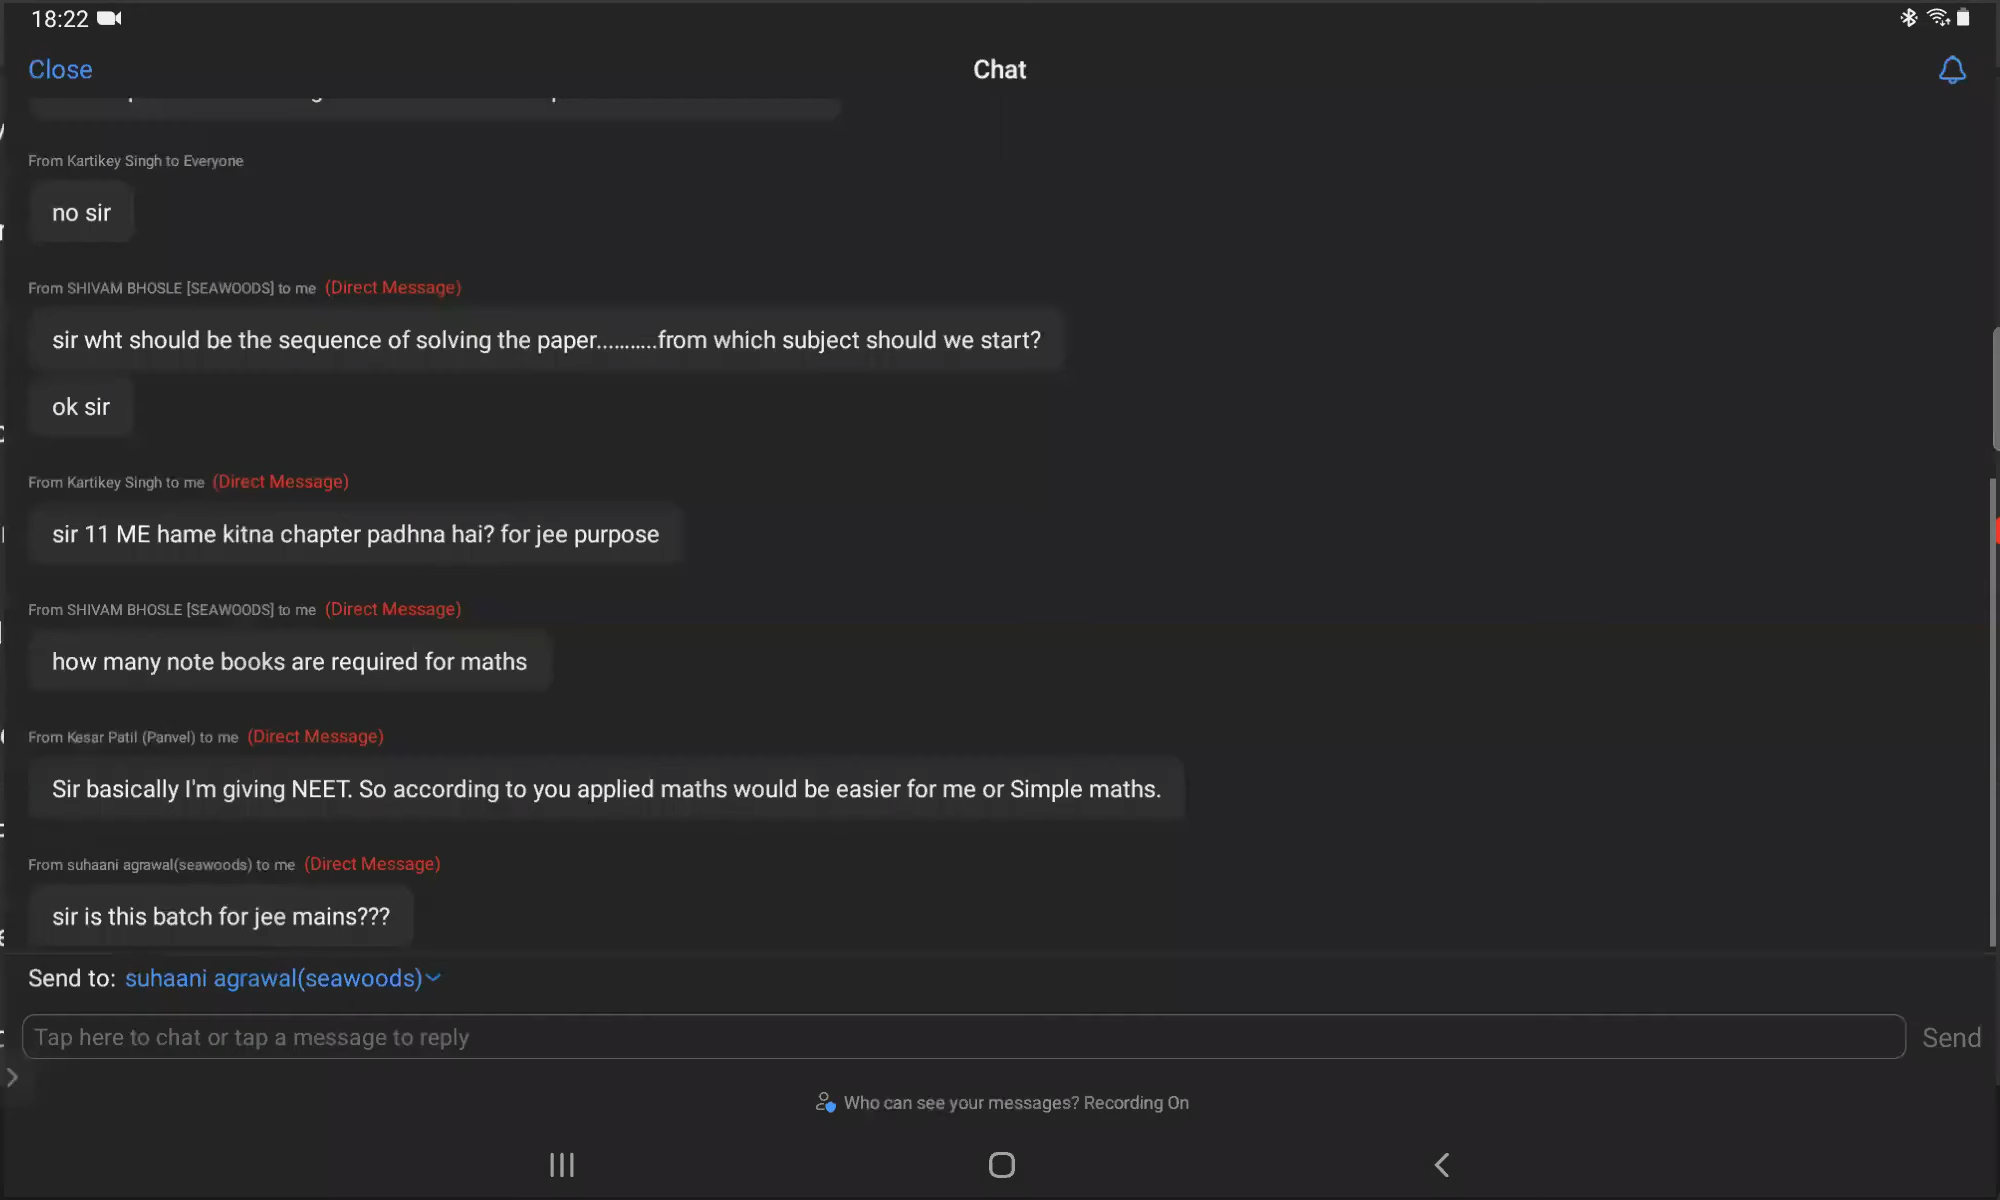 18:22
Close
Chat
From Kartikey Singh to Everyone
no sir
From SHIVAM BHOSLE [SEAWOODS] to me (Direct Message)
sir wht should be the sequence of solving the paper...........from which subject should we start?
ok sir
From Kartikey Singh to me (Direct Message)
sir 11 ME hame kitna chapter padhna hai? for jee purpose
From SHIVAM BHOSLE [SEAWOODS] to me (Direct Message)
how many note books are required for maths
From Kesar Patil (Panvel) to me (Direct Message)
Sir basically I'm giving NEET. So according to you applied maths would be easier for me or Simple maths.
From suhaani agrawal(seawoods) to me (Direct Message)
sir is this batch for jee mains???
Send to: suhaani agrawal(seawoods)
Tap here to chat or tap a message to reply
Send
Who can see your messages? Recording On